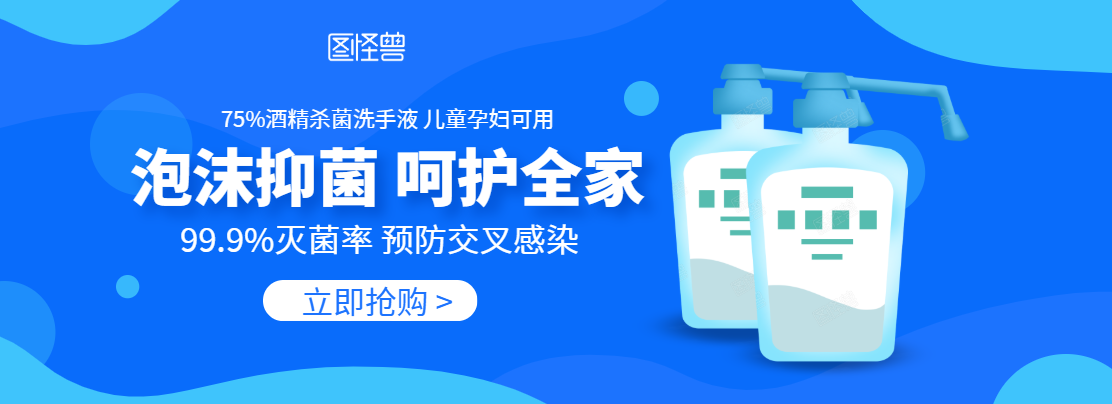 图怪兽
75%酒精杀菌洗手液 儿童孕妇可用
泡沫抑菌 呵护全家
99.9%灭菌率 预防交叉感染
立即抢购 >